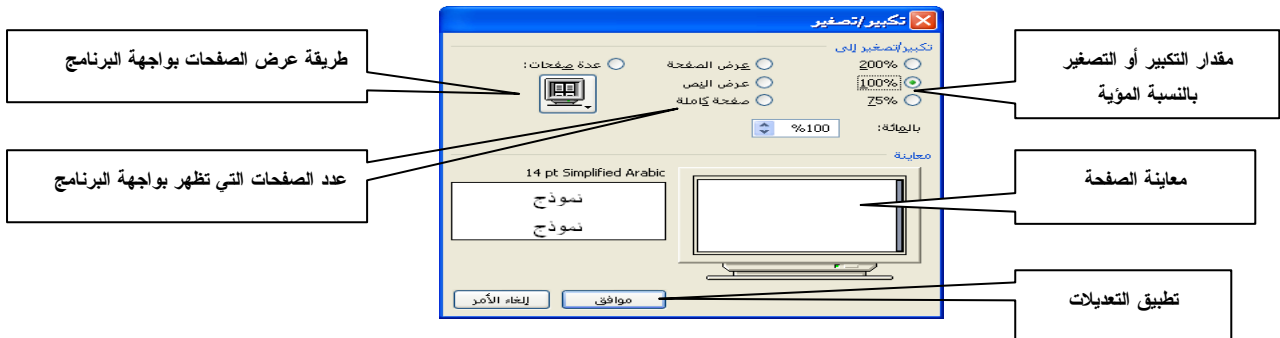 تكبير/تصغير
تكبير/تصغير إلى
200%
100%
75%
عرض الصفحة
عرض النص
صفحة كاملة
عدة صفحات:
بالمائة:
%100
معاينة
14 pt Simplified Arabic
نموذج
نموذج
موافق
إلغاء الأمر
مقدار التكبير أو التصغير
بالنسبة المؤية
معاينة الصفحة
تطبيق التعديلات
طريقة عرض الصفحات بواجهة البرنامج
عدد الصفحات التي تظهر بواجهة البرنامج